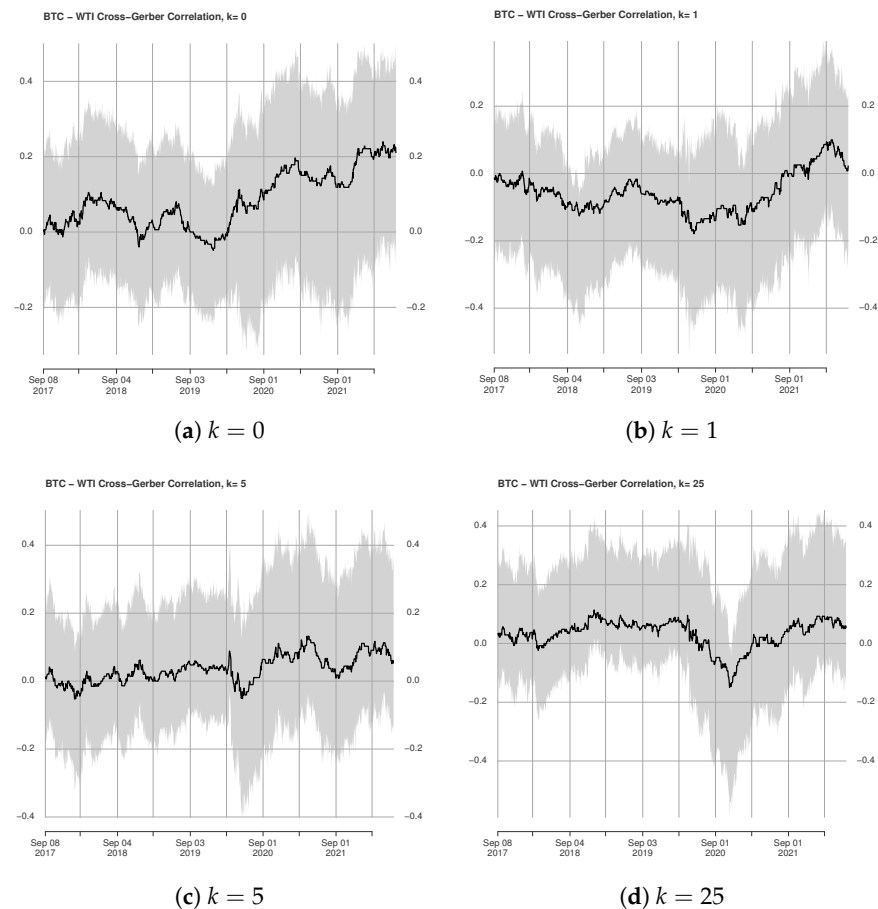 BTC − WTI Cross−Gerber Correlation, k= 0
0.4
0.4
0.2
0.2
0.0
0.0
−0.2
−0.2
Sep 08 Sep 04 Sep 03 Sep 01 Sep 01
2017 2018 2019 2020 2021
(a) k = 0
BTC − WTI Cross−Gerber Correlation, k= 1
0.2
0.2
0.0
0.0
−0.2
−0.2
−0.4
−0.4
Sep 08 Sep 04 Sep 03 Sep 01 Sep 01
2017 2018 2019 2020 2021
(b) k = 1
BTC − WTI Cross−Gerber Correlation, k= 5
0.4
0.4
0.2
0.2
0.0
0.0
−0.2
−0.2
−0.4
−0.4
Sep 08 Sep 04 Sep 03 Sep 01 Sep 01
2017 2018 2019 2020 2021
(c) k = 5
BTC − WTI Cross−Gerber Correlation, k= 25
0.4
0.4
0.2
0.2
0.0
0.0
−0.2
−0.2
−0.4
−0.4
Sep 08 Sep 04 Sep 03 Sep 01 Sep 01
2017 2018 2019 2020 2021
(d) k = 25